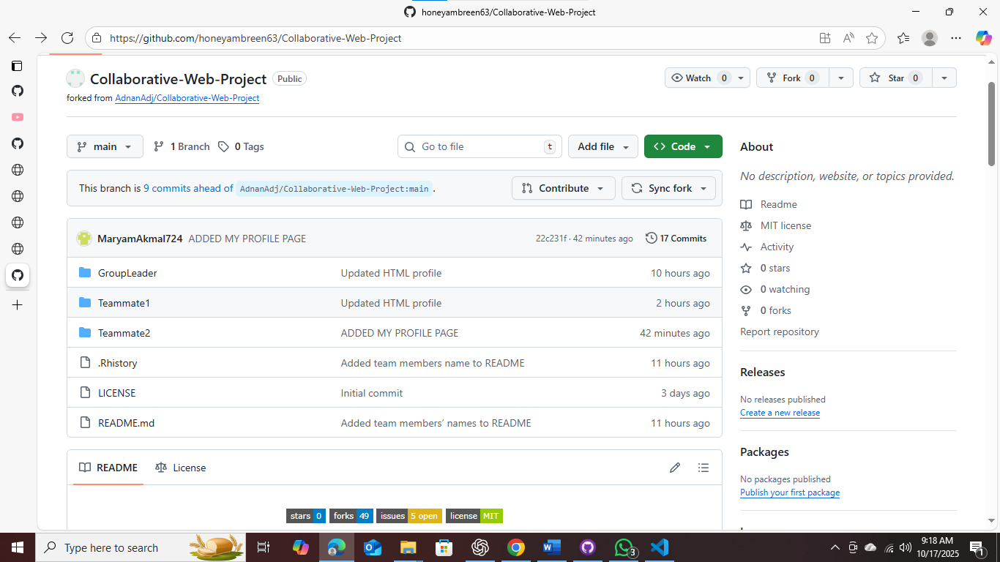 honeyambreen63/Collaborative-Web-Project
https://github.com/honeyambreen63/Collaborative-Web-Project
Collaborative-Web-Project Public
Watch 0
Fork 0
Star 0
forked from AdnanAdj/Collaborative-Web-Project
main
1 Branch
0 Tags
Go to file t
Add file
Code
This branch is 9 commits ahead of AdnanAdj/Collaborative-Web-Project:main .
Contribute
Sync fork
MaryamAkmal724 ADDED MY PROFILE PAGE 22c231f · 42 minutes ago 17 Commits
GroupLeader Updated HTML profile 10 hours ago
Teammate1 Updated HTML profile 2 hours ago
Teammate2 ADDED MY PROFILE PAGE 42 minutes ago
.Rhistory Added team members name to README 11 hours ago
LICENSE Initial commit 3 days ago
README.md Added team members’ names to README 11 hours ago
README License
stars 0 forks 49 issues 5 open license MIT
About
No description, website, or topics provided.
Readme
MIT license
Activity
0 stars
0 watching
0 forks
Report repository
Releases
No releases published
Create a new release
Packages
No packages published
Publish your first package
Type here to search
3
9:18 AM
10/17/2025
1